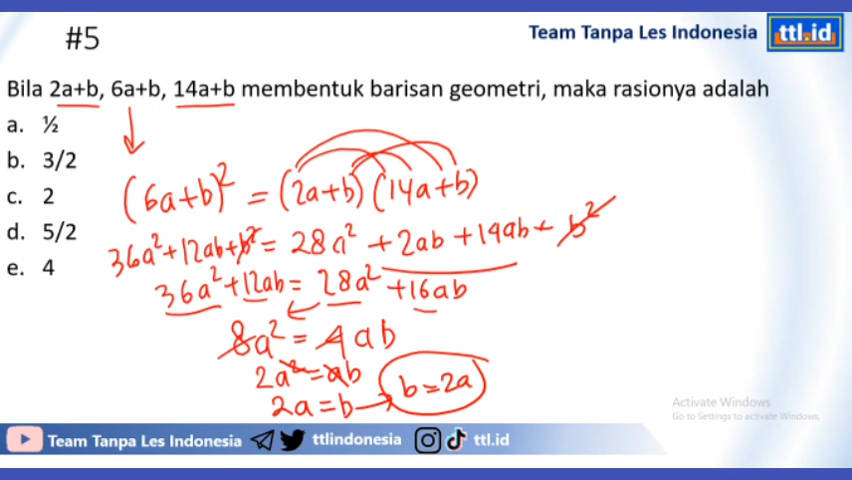 #5
Team Tanpa Les Indonesia
ttl.id
Bila 2a+b, 6a+b, 14a+b membentuk barisan geometri, maka rasionya adalah
a. ½
b. 3/2
c. 2
d. 5/2
e. 4
(6a+b)² = (2a+b)(14a+b)
36a²+12ab+b² = 28a² + 2ab + 14ab + b²
36a²+12ab = 28a² +16ab
8a² = 4ab
2a² = ab
2a = b → b = 2a
Activate Windows
Go to Settings to activate Windows.
Team Tanpa Les Indonesia ttlindonesia ttl.id